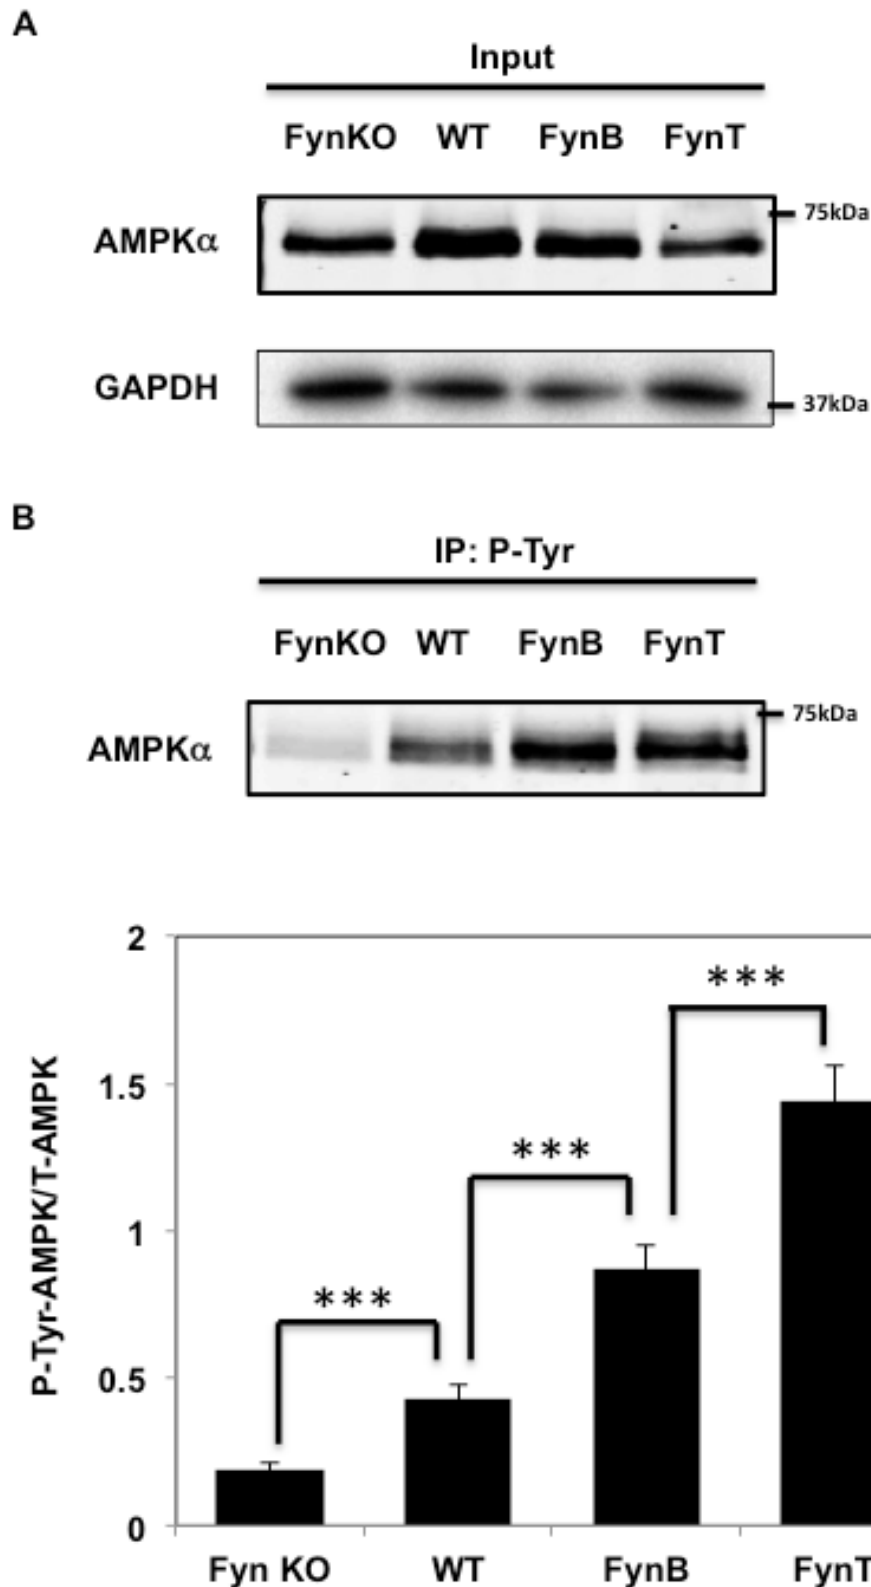 A
Input
FynKO WT FynB FynT
AMPKα
75kDa
GAPDH
37kDa
B
IP: P-Tyr
FynKO WT FynB FynT
75kDa
AMPKα
P-Tyr-AMPK/T-AMPK
2
1.5
1
0.5
0
***
***
***
Fyn KO WT FynB FynT